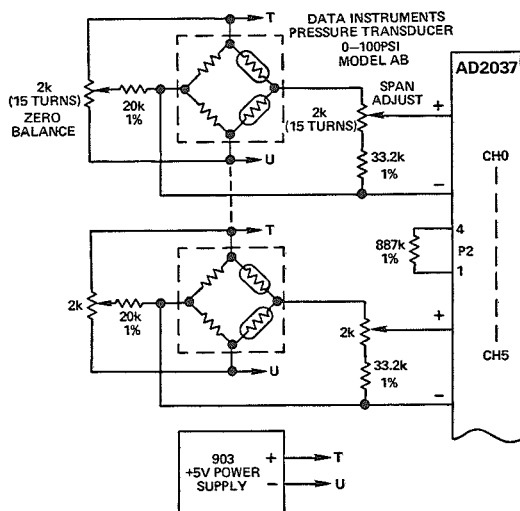 T
DATA INSTRUMENTS
PRESSURE TRANSDUCER
0–100PSI
MODEL AB
AD2037
2k
(15 TURNS)
ZERO
BALANCE
20k
1%
SPAN
ADJUST
2k
(15 TURNS)
+
33.2k
1%
U
–
CH0
T
4
887k
1%
P2
1
2k
20k
1%
2k
+
33.2k
1%
CH5
U
–
903
+5V POWER
SUPPLY
+
T
–
U